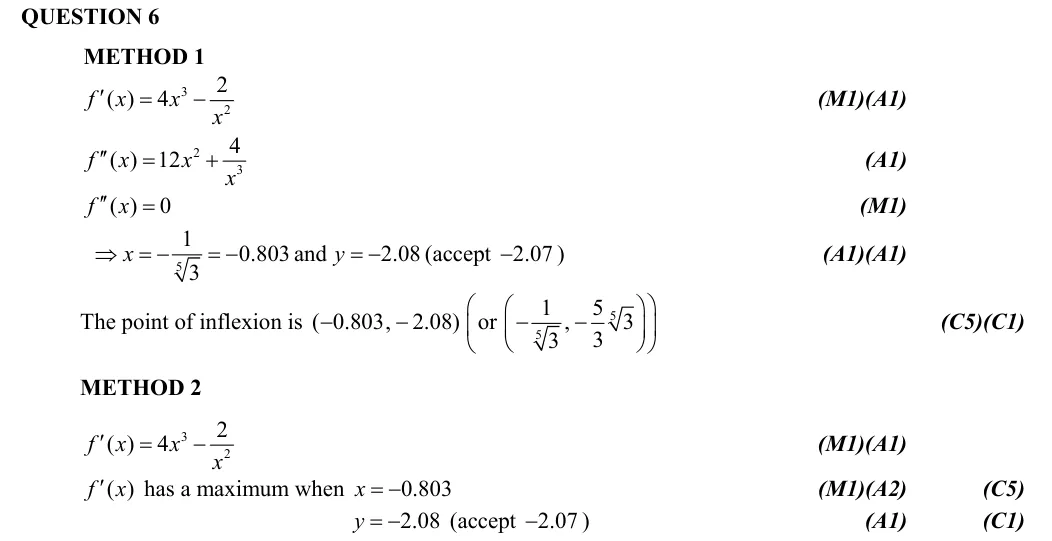 QUESTION 6
METHOD 1
f′(x) = 4x³ − 2/x² (M1)(A1)
f″(x) = 12x² + 4/x³ (A1)
f″(x) = 0 (M1)
⇒ x = −1/⁵√3 = −0.803 and y = −2.08 (accept −2.07) (A1)(A1)
The point of inflexion is (−0.803, −2.08) (or (−1/⁵√3, −5/3 ⁵√3)) (C5)(C1)
METHOD 2
f′(x) = 4x³ − 2/x² (M1)(A1)
f′(x) has a maximum when x = −0.803 (M1)(A2) (C5)
y = −2.08 (accept −2.07) (A1) (C1)